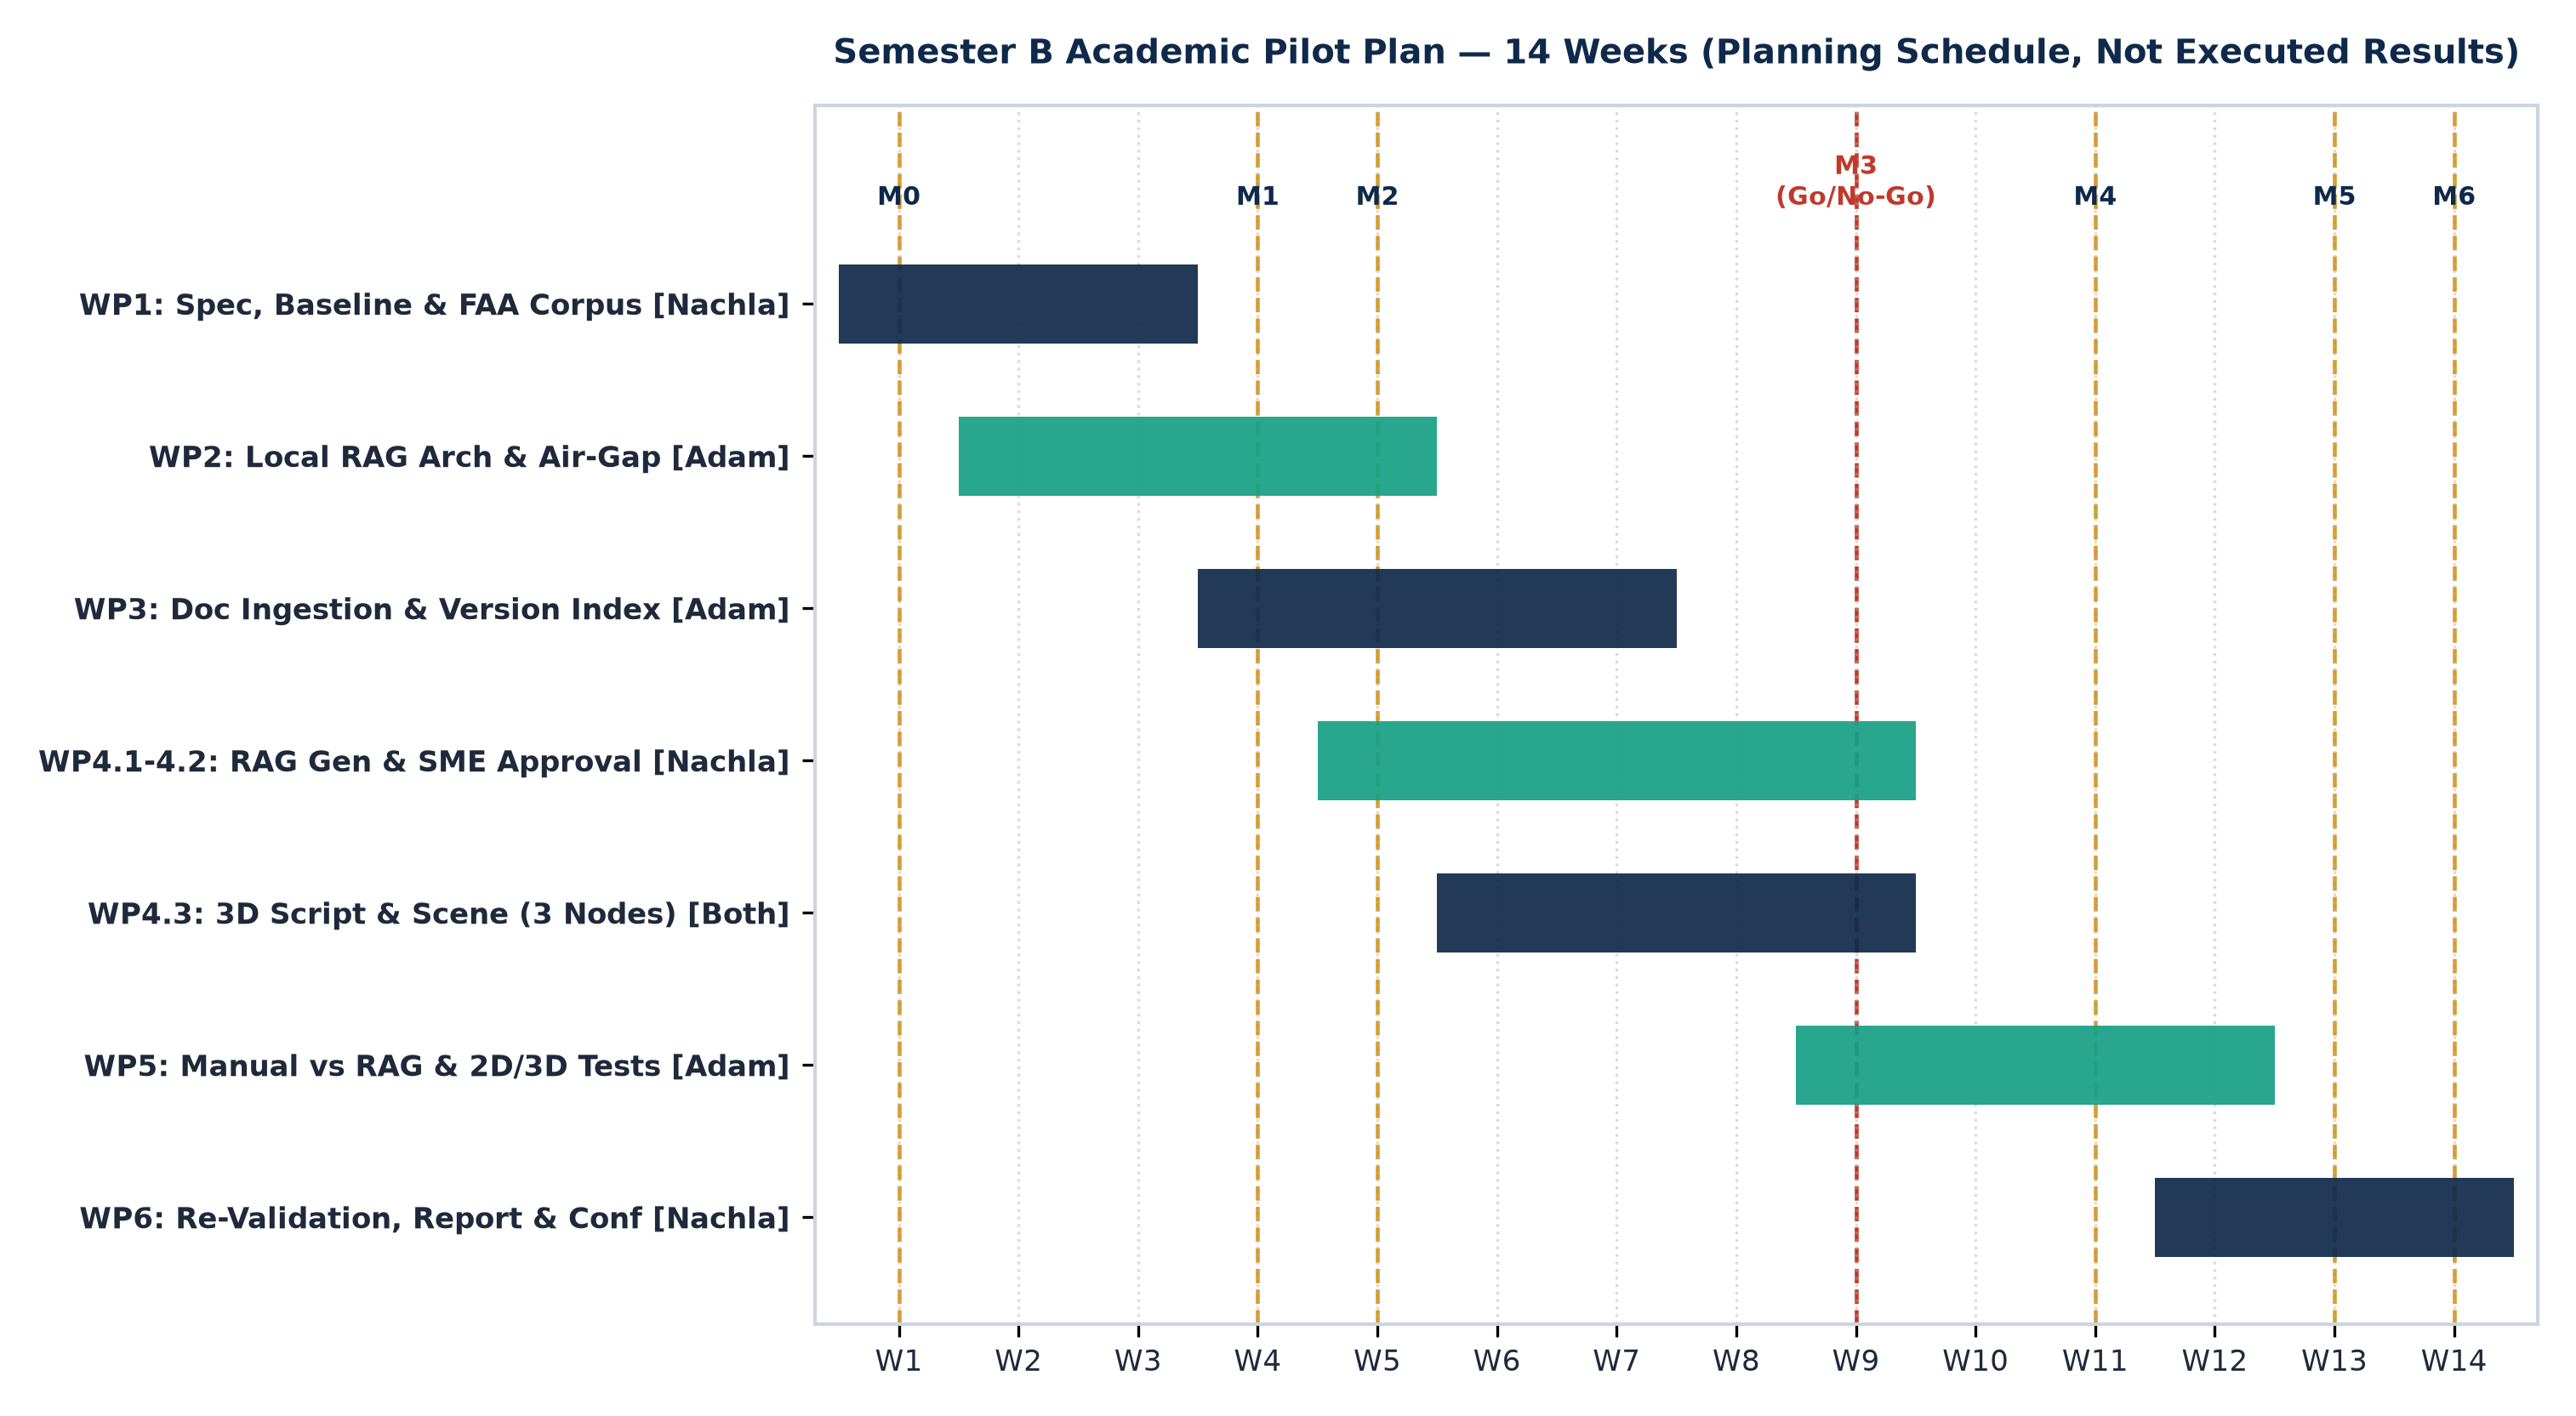 Semester B Academic Pilot Plan — 14 Weeks (Planning Schedule, Not Executed Results)
M3
M0 M1 M2 (Go/No-Go) M4 M5 M6
WP1: Spec, Baseline & FAA Corpus [Nachla]
WP2: Local RAG Arch & Air-Gap [Adam]
WP3: Doc Ingestion & Version Index [Adam]
WP4.1-4.2: RAG Gen & SME Approval [Nachla]
WP4.3: 3D Script & Scene (3 Nodes) [Both]
WP5: Manual vs RAG & 2D/3D Tests [Adam]
WP6: Re-Validation, Report & Conf [Nachla]
W1 W2 W3 W4 W5 W6 W7 W8 W9 W10 W11 W12 W13 W14